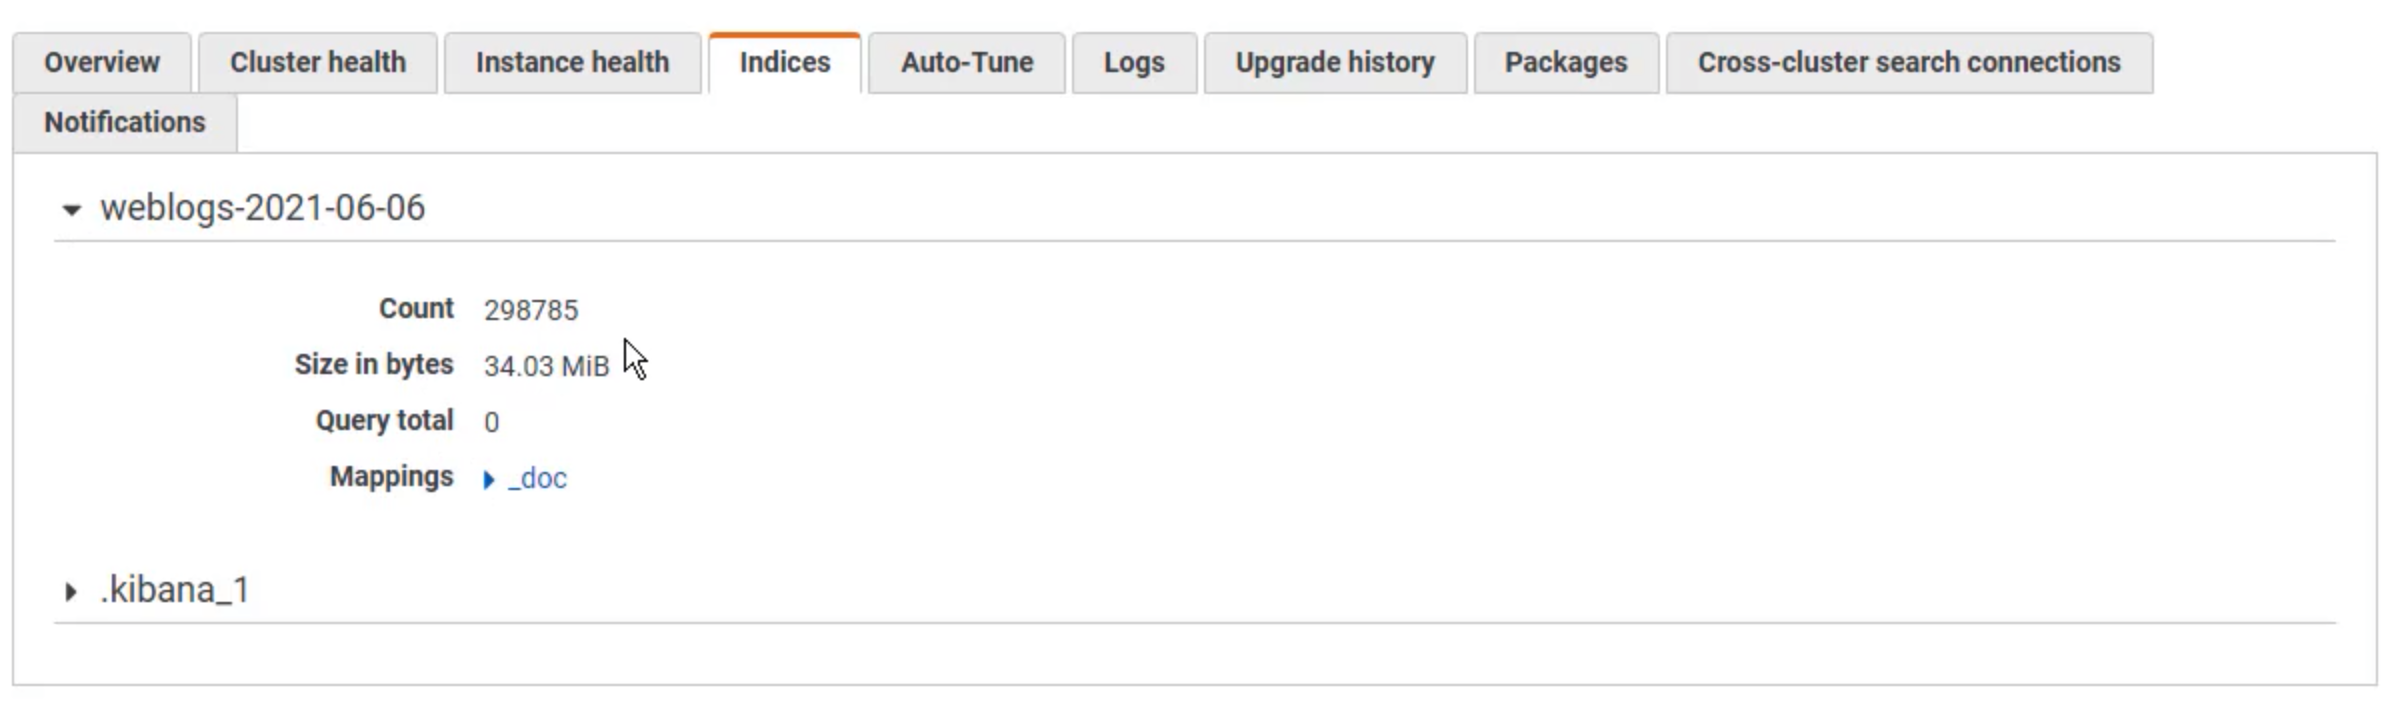 Overview Cluster health Instance health Indices Auto-Tune Logs Upgrade history Packages Cross-cluster search connections
Notifications
weblogs-2021-06-06
Count 298785
Size in bytes 34.03 MiB
Query total 0
Mappings _doc
.kibana_1